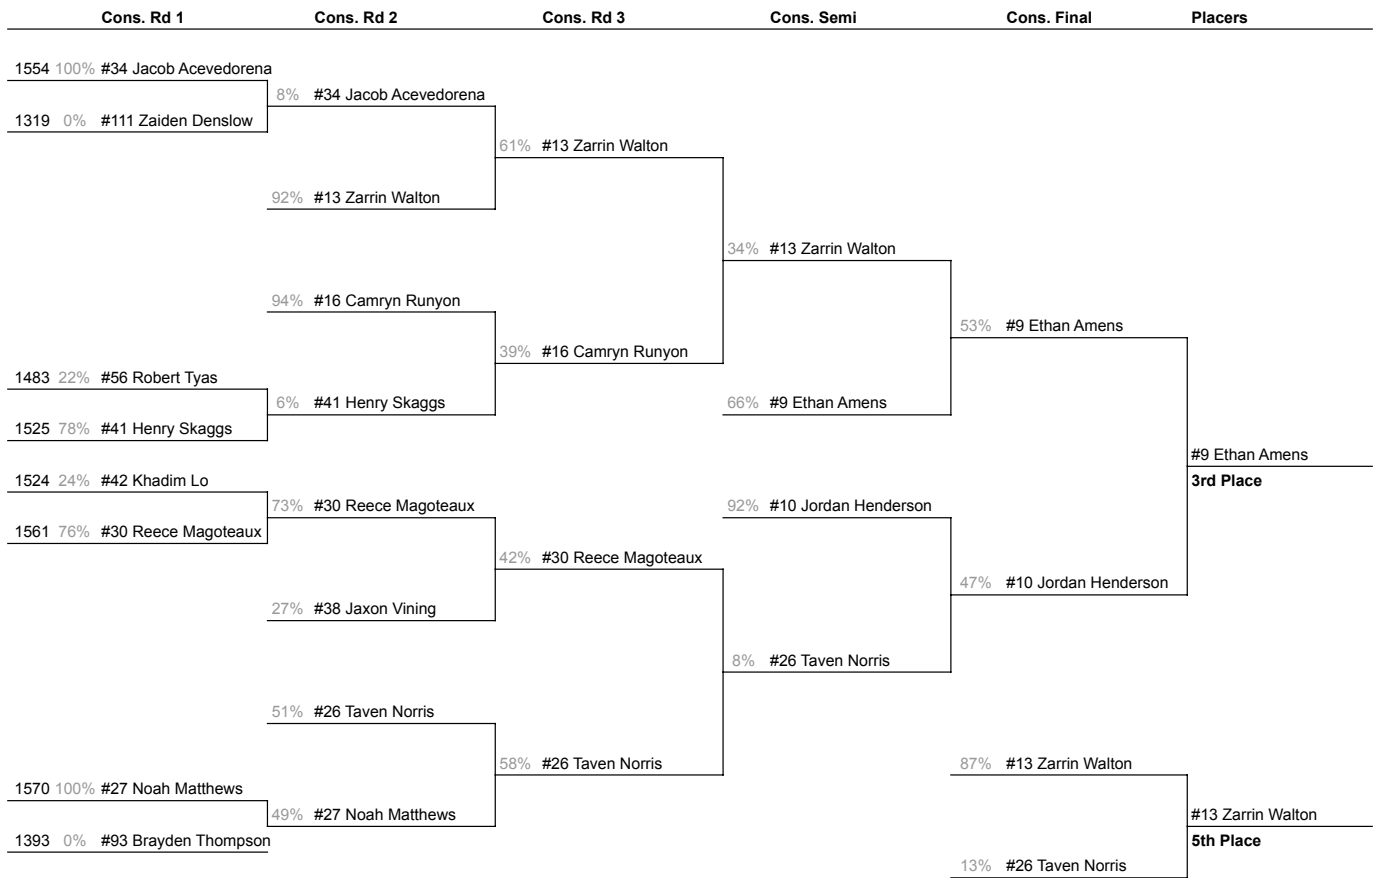 Cons. Rd 1 Cons. Rd 2 Cons. Rd 3 Cons. Semi Cons. Final Placers
1554 100% #34 Jacob Acevedorena
8% #34 Jacob Acevedorena
1319 0% #111 Zaiden Denslow
61% #13 Zarrin Walton
92% #13 Zarrin Walton
34% #13 Zarrin Walton
94% #16 Camryn Runyon
53% #9 Ethan Amens
39% #16 Camryn Runyon
1483 22% #56 Robert Tyas
6% #41 Henry Skaggs
66% #9 Ethan Amens
1525 78% #41 Henry Skaggs
#9 Ethan Amens
1524 24% #42 Khadim Lo
3rd Place
73% #30 Reece Magoteaux
92% #10 Jordan Henderson
1561 76% #30 Reece Magoteaux
42% #30 Reece Magoteaux
47% #10 Jordan Henderson
27% #38 Jaxon Vining
8% #26 Taven Norris
51% #26 Taven Norris
58% #26 Taven Norris
87% #13 Zarrin Walton
1570 100% #27 Noah Matthews
49% #27 Noah Matthews
#13 Zarrin Walton
1393 0% #93 Brayden Thompson
5th Place
13% #26 Taven Norris